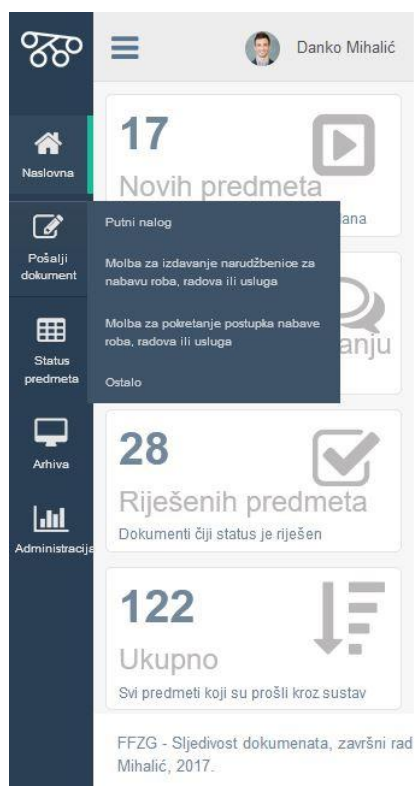 Danko Mihalić
Naslovna
Pošalji
dokument
Status
predmeta
Arhiva
Administracija
17
Novih predmeta
ana
Putni nalog
Molba za izdavanje narudžbenice za
nabavu roba, radova ili usluga
Molba za pokretanje postupka nabave
roba, radova ili usluga
Ostalo
anju
28
Riješenih predmeta
Dokumenti čiji status je riješen
122
Ukupno
Svi predmeti koji su prošli kroz sustav
FFZG - Sljedivost dokumenata, završni rad
Mihalić, 2017.